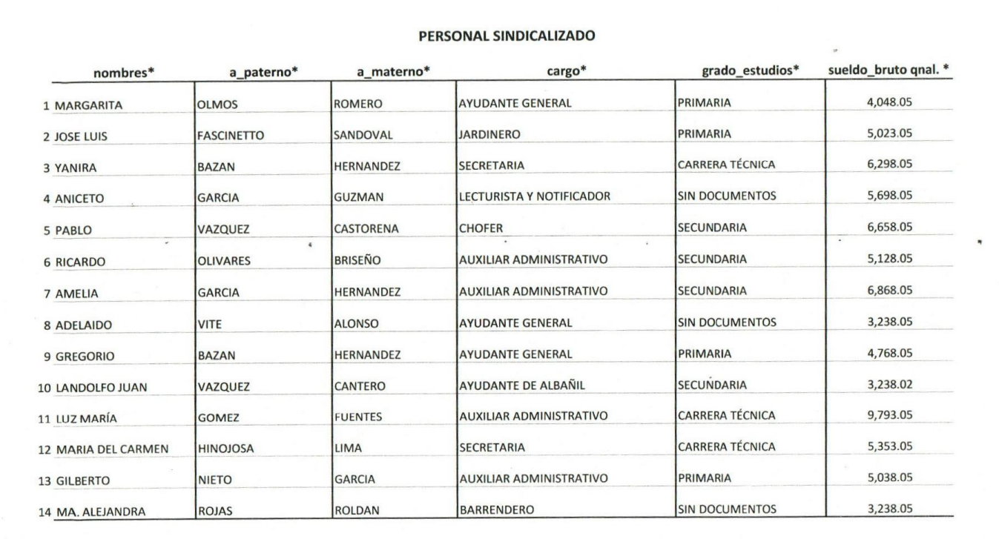 PERSONAL SINDICALIZADO
nombres* a_paterno* a_materno* cargo* grado_estudios* sueldo_bruto qnal. *
1 MARGARITA OLMOS ROMERO AYUDANTE GENERAL PRIMARIA 4,048.05
2 JOSE LUIS FASCINETTO SANDOVAL JARDINERO PRIMARIA 5,023.05
3 YANIRA BAZAN HERNANDEZ SECRETARIA CARRERA TÉCNICA 6,298.05
4 ANICETO GARCIA GUZMAN LECTURISTA Y NOTIFICADOR SIN DOCUMENTOS 5,698.05
5 PABLO VAZQUEZ CASTORENA CHOFER SECUNDARIA 6,658.05
6 RICARDO OLIVARES BRISEÑO AUXILIAR ADMINISTRATIVO SECUNDARIA 5,128.05
7 AMELIA GARCIA HERNANDEZ AUXILIAR ADMINISTRATIVO SECUNDARIA 6,868.05
8 ADELAIDO VITE ALONSO AYUDANTE GENERAL SIN DOCUMENTOS 3,238.05
9 GREGORIO BAZAN HERNANDEZ AYUDANTE GENERAL PRIMARIA 4,768.05
10 LANDOLFO JUAN VAZQUEZ CANTERO AYUDANTE DE ALBAÑIL SECUNDARIA 3,238.02
11 LUZ MARÍA GOMEZ FUENTES AUXILIAR ADMINISTRATIVO CARRERA TÉCNICA 9,793.05
12 MARIA DEL CARMEN HINOJOSA LIMA SECRETARIA CARRERA TÉCNICA 5,353.05
13 GILBERTO NIETO GARCIA AUXILIAR ADMINISTRATIVO PRIMARIA 5,038.05
14 MA. ALEJANDRA ROJAS ROLDAN BARRENDERO SIN DOCUMENTOS 3,238.05